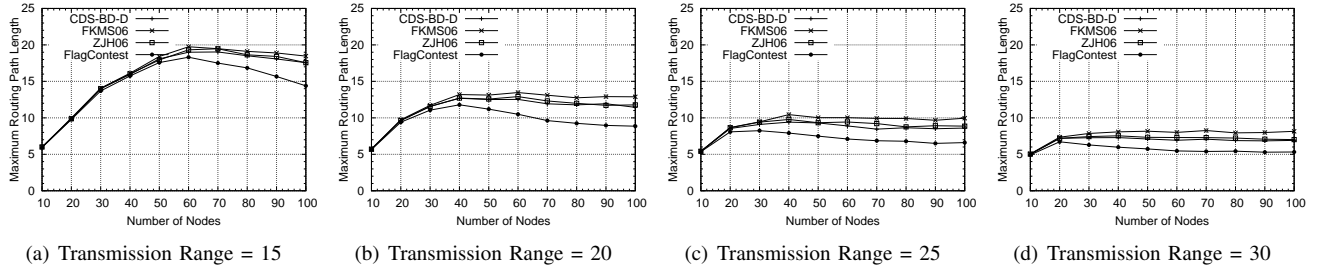 Maximum Routing Path Length
25
20
15
10
5
0
CDS-BD-D
FKMS06
ZJH06
FlagContest
10 20 30 40 50 60 70 80 90 100
Number of Nodes
(a) Transmission Range = 15
Maximum Routing Path Length
25
20
15
10
5
0
CDS-BD-D
FKMS06
ZJH06
FlagContest
10 20 30 40 50 60 70 80 90 100
Number of Nodes
(b) Transmission Range = 20
Maximum Routing Path Length
25
20
15
10
5
0
CDS-BD-D
FKMS06
ZJH06
FlagContest
10 20 30 40 50 60 70 80 90 100
Number of Nodes
(c) Transmission Range = 25
Maximum Routing Path Length
25
20
15
10
5
0
CDS-BD-D
FKMS06
ZJH06
FlagContest
10 20 30 40 50 60 70 80 90 100
Number of Nodes
(d) Transmission Range = 30